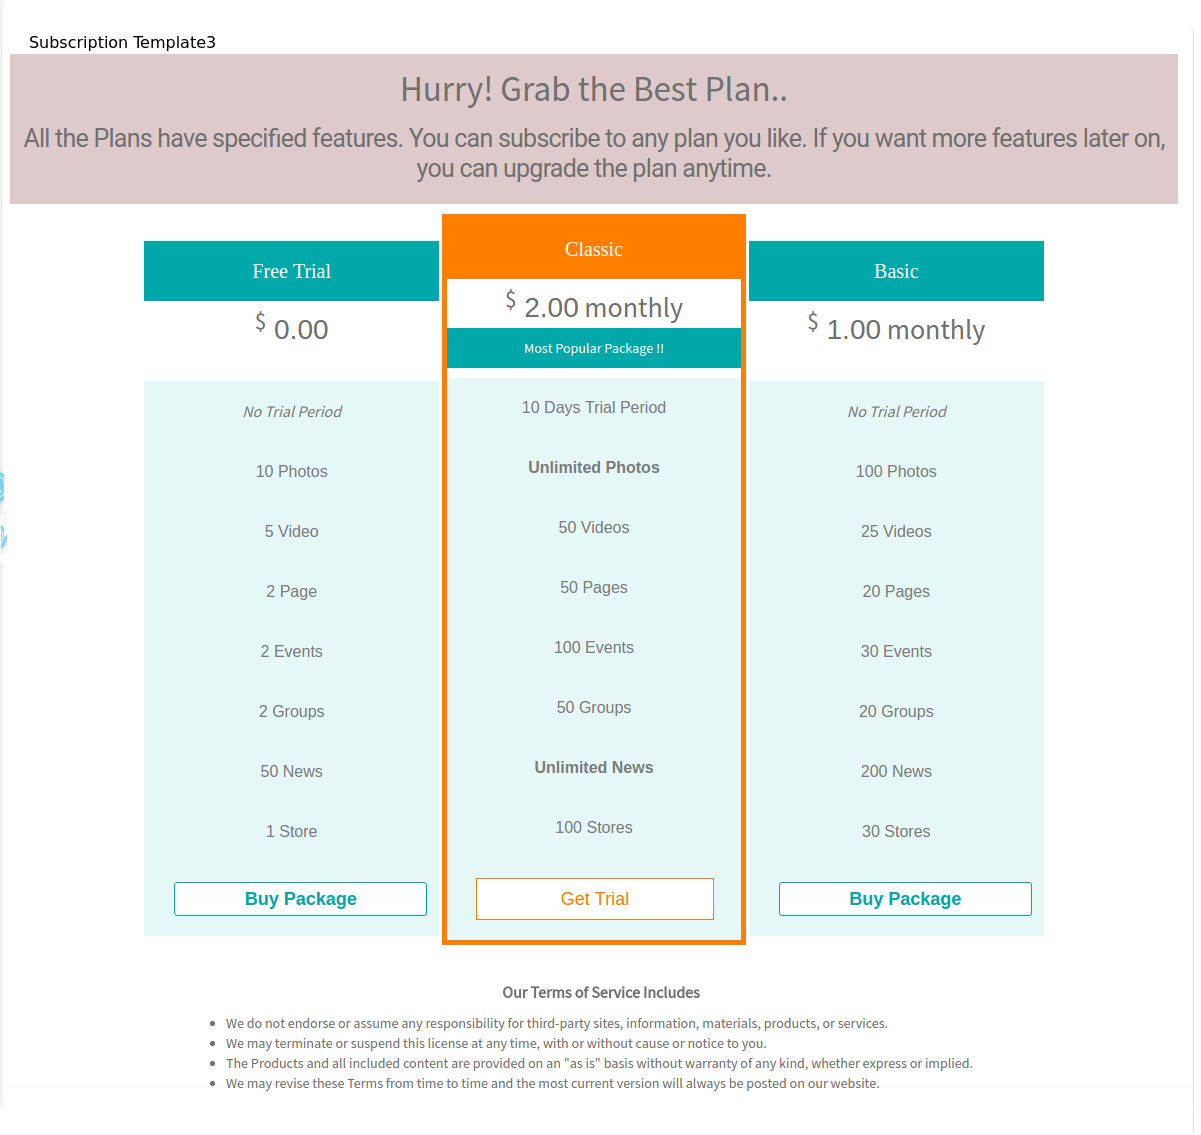 Subscription Template3
Hurry! Grab the Best Plan..
All the Plans have specified features. You can subscribe to any plan you like. If you want more features later on,
you can upgrade the plan anytime.
Free Trial
$ 0.00
No Trial Period
10 Photos
5 Video
2 Page
2 Events
2 Groups
50 News
1 Store
Buy Package
Classic
$ 2.00 monthly
Most Popular Package !!
10 Days Trial Period
Unlimited Photos
50 Videos
50 Pages
100 Events
50 Groups
Unlimited News
100 Stores
Get Trial
Basic
$ 1.00 monthly
No Trial Period
100 Photos
25 Videos
20 Pages
30 Events
20 Groups
200 News
30 Stores
Buy Package
Our Terms of Service Includes
• We do not endorse or assume any responsibility for third-party sites, information, materials, products, or services.
• We may terminate or suspend this license at any time, with or without cause or notice to you.
• The Products and all included content are provided on an "as is" basis without warranty of any kind, whether express or implied.
• We may revise these Terms from time to time and the most current version will always be posted on our website.